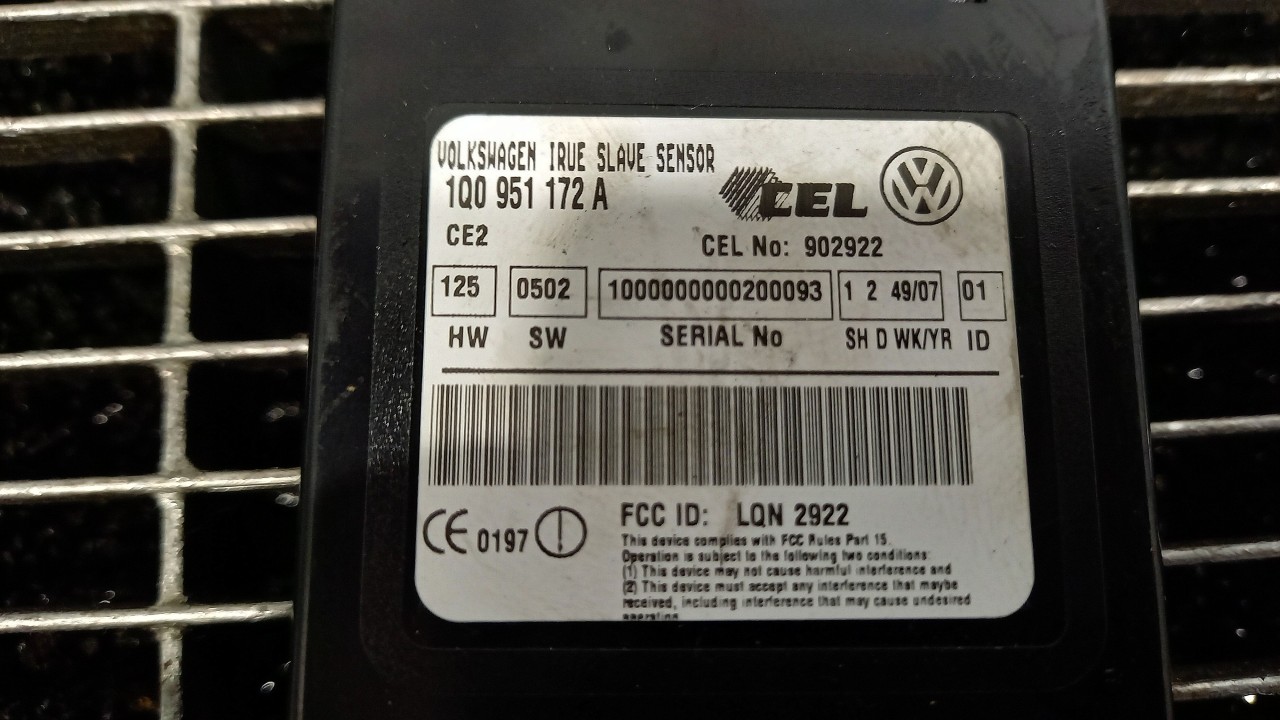 VOLKSWAGEN IRUE SLAVE SENSOR
1Q0 951 172 A
CEL
VW
CE2
CEL No: 902922
125 0502 1000000000200093 1 2 49/07 01
HW SW SERIAL No SH D WK/YR ID
CE 0197
FCC ID: LQN 2922
This device complies with FCC Rules Part 15.
Operation is subject to the following two conditions:
(1) This device may not cause harmful interference and
(2) This device must accept any interference that maybe
received, including interference that may cause undesired
operation